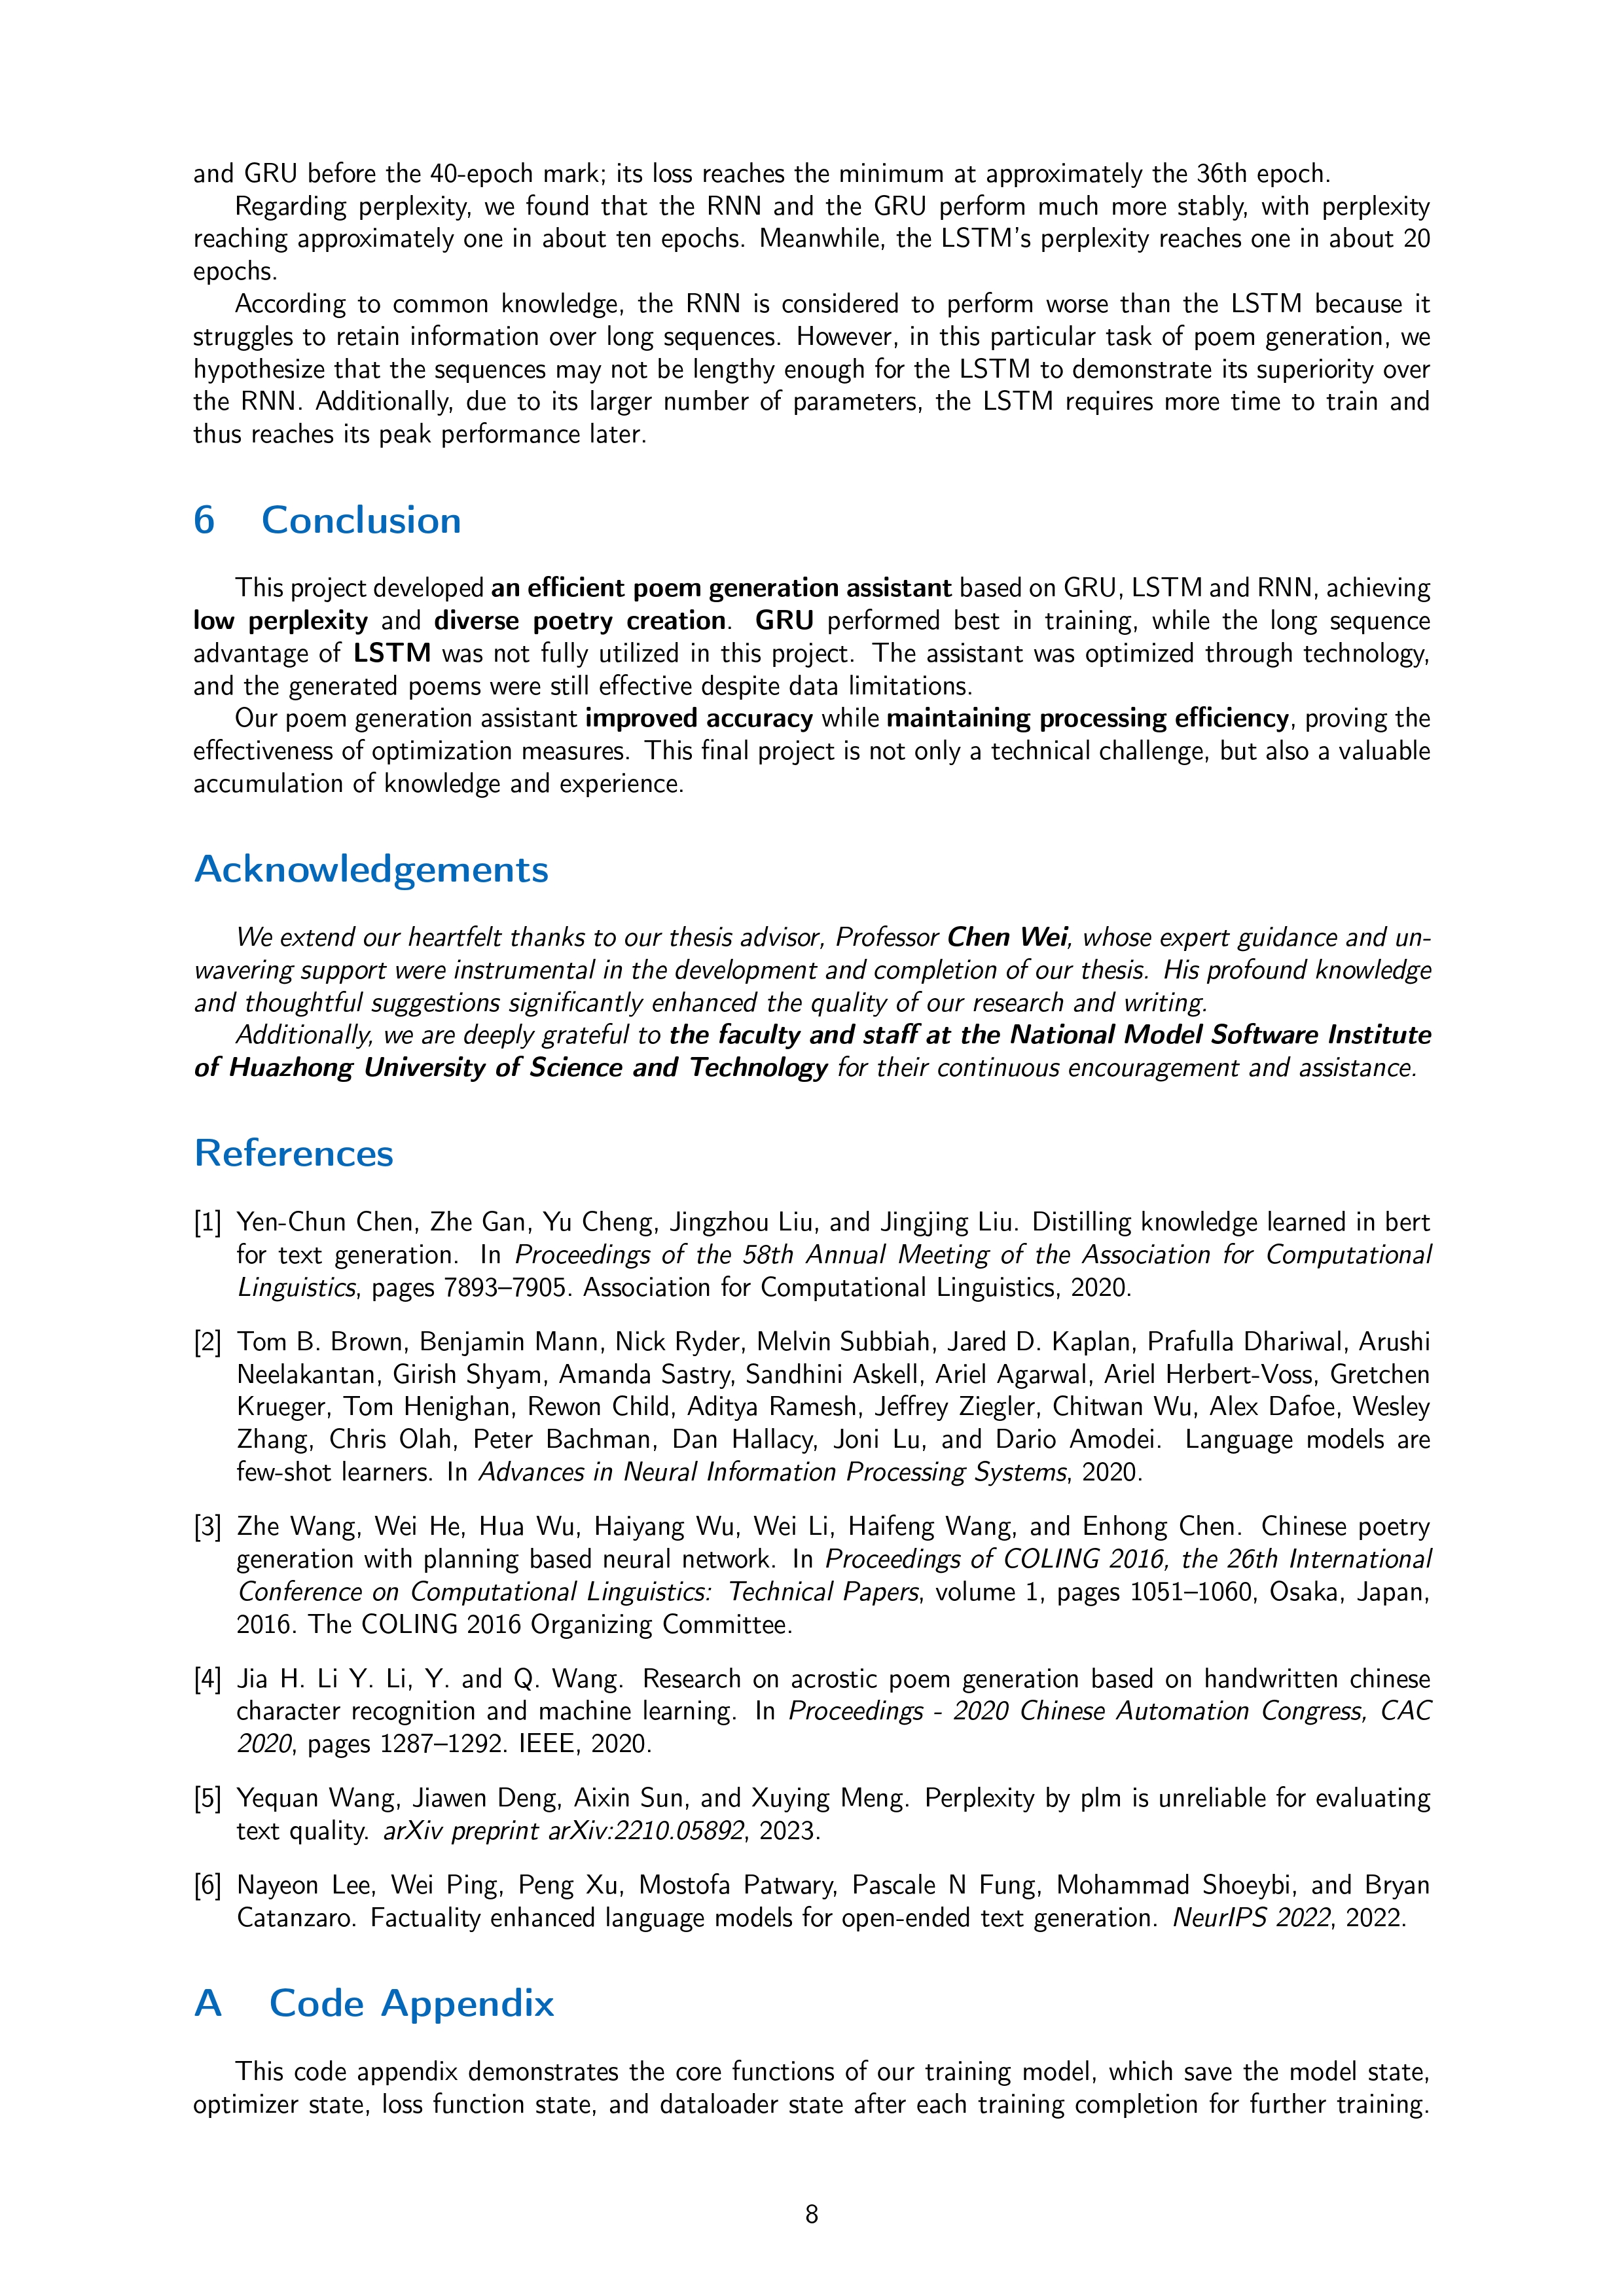 and GRU before the 40-epoch mark; its loss reaches the minimum at approximately the 36th epoch.
Regarding perplexity, we found that the RNN and the GRU perform much more stably, with perplexity
reaching approximately one in about ten epochs. Meanwhile, the LSTM's perplexity reaches one in about 20
epochs.
According to common knowledge, the RNN is considered to perform worse than the LSTM because it
struggles to retain information over long sequences. However, in this particular task of poem generation, we
hypothesize that the sequences may not be lengthy enough for the LSTM to demonstrate its superiority over
the RNN. Additionally, due to its larger number of parameters, the LSTM requires more time to train and
thus reaches its peak performance later.
6 Conclusion
This project developed an efficient poem generation assistant based on GRU, LSTM and RNN, achieving
low perplexity and diverse poetry creation. GRU performed best in training, while the long sequence
advantage of LSTM was not fully utilized in this project. The assistant was optimized through technology,
and the generated poems were still effective despite data limitations.
Our poem generation assistant improved accuracy while maintaining processing efficiency, proving the
effectiveness of optimization measures. This final project is not only a technical challenge, but also a valuable
accumulation of knowledge and experience.
Acknowledgements
We extend our heartfelt thanks to our thesis advisor, Professor Chen Wei, whose expert guidance and un-
wavering support were instrumental in the development and completion of our thesis. His profound knowledge
and thoughtful suggestions significantly enhanced the quality of our research and writing.
Additionally, we are deeply grateful to the faculty and staff at the National Model Software Institute
of Huazhong University of Science and Technology for their continuous encouragement and assistance.
References
[1] Yen-Chun Chen, Zhe Gan, Yu Cheng, Jingzhou Liu, and Jingjing Liu. Distilling knowledge learned in bert
for text generation. In Proceedings of the 58th Annual Meeting of the Association for Computational
Linguistics, pages 7893–7905. Association for Computational Linguistics, 2020.
[2] Tom B. Brown, Benjamin Mann, Nick Ryder, Melvin Subbiah, Jared D. Kaplan, Prafulla Dhariwal, Arushi
Neelakantan, Girish Shyam, Amanda Sastry, Sandhini Askell, Ariel Agarwal, Ariel Herbert-Voss, Gretchen
Krueger, Tom Henighan, Rewon Child, Aditya Ramesh, Jeffrey Ziegler, Chitwan Wu, Alex Dafoe, Wesley
Zhang, Chris Olah, Peter Bachman, Dan Hallacy, Joni Lu, and Dario Amodei. Language models are
few-shot learners. In Advances in Neural Information Processing Systems, 2020.
[3] Zhe Wang, Wei He, Hua Wu, Haiyang Wu, Wei Li, Haifeng Wang, and Enhong Chen. Chinese poetry
generation with planning based neural network. In Proceedings of COLING 2016, the 26th International
Conference on Computational Linguistics: Technical Papers, volume 1, pages 1051–1060, Osaka, Japan,
2016. The COLING 2016 Organizing Committee.
[4] Jia H. Li Y. Li, Y. and Q. Wang. Research on acrostic poem generation based on handwritten chinese
character recognition and machine learning. In Proceedings - 2020 Chinese Automation Congress, CAC
2020, pages 1287–1292. IEEE, 2020.
[5] Yequan Wang, Jiawen Deng, Aixin Sun, and Xuying Meng. Perplexity by plm is unreliable for evaluating
text quality. arXiv preprint arXiv:2210.05892, 2023.
[6] Nayeon Lee, Wei Ping, Peng Xu, Mostofa Patwary, Pascale N Fung, Mohammad Shoeybi, and Bryan
Catanzaro. Factuality enhanced language models for open-ended text generation. NeurIPS 2022, 2022.
A Code Appendix
This code appendix demonstrates the core functions of our training model, which save the model state,
optimizer state, loss function state, and dataloader state after each training completion for further training.
8